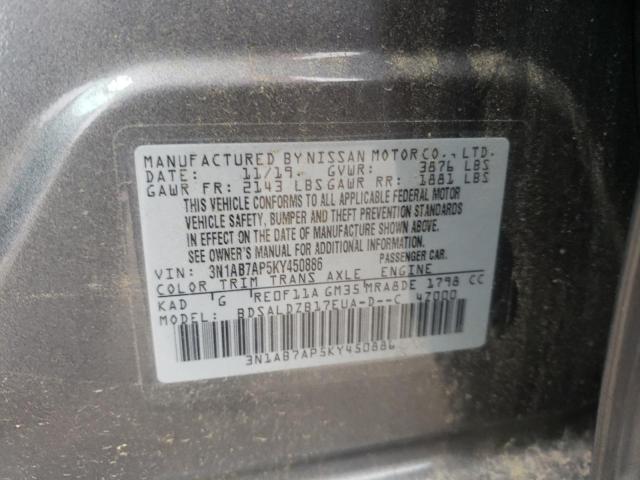 MANUFACTURED BY NISSAN MOTOR CO., LTD.
DATE: 11/19 GVWR: 3876 LBS
GAWR FR: 2143 LBS GAWR RR: 1881 LBS
THIS VEHICLE CONFORMS TO ALL APPLICABLE FEDERAL MOTOR
VEHICLE SAFETY, BUMPER AND THEFT PREVENTION STANDARDS
IN EFFECT ON THE DATE OF MANUFACTURE SHOWN ABOVE.
SEE OWNER'S MANUAL FOR ADDITIONAL INFORMATION
VIN: 3N1AB7AP5KY450886 PASSENGER CAR.
COLOR TRIM TRANS AXLE ENGINE
KAD G RE0F11A GM35 MRA8DE 1798 CC
MODEL: BDSALDZB17EUA-D--C 4Z000
3N1AB7AP5KY450886